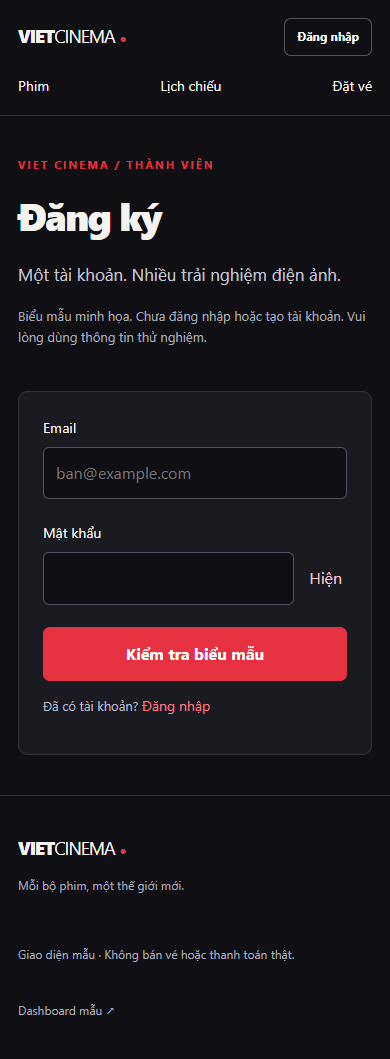 VIETCINEMA
Đăng nhập
Phim
Lịch chiếu
Đặt vé
VIET CINEMA / THÀNH VIÊN
Đăng ký
Một tài khoản. Nhiều trải nghiệm điện ảnh.
Biểu mẫu minh họa. Chưa đăng nhập hoặc tạo tài khoản. Vui
lòng dùng thông tin thử nghiệm.
Email
ban@example.com
Mật khẩu
Hiện
Kiểm tra biểu mẫu
Đã có tài khoản? Đăng nhập
VIETCINEMA
Mỗi bộ phim, một thế giới mới.
Giao diện mẫu · Không bán vé hoặc thanh toán thật.
Dashboard mẫu ↗